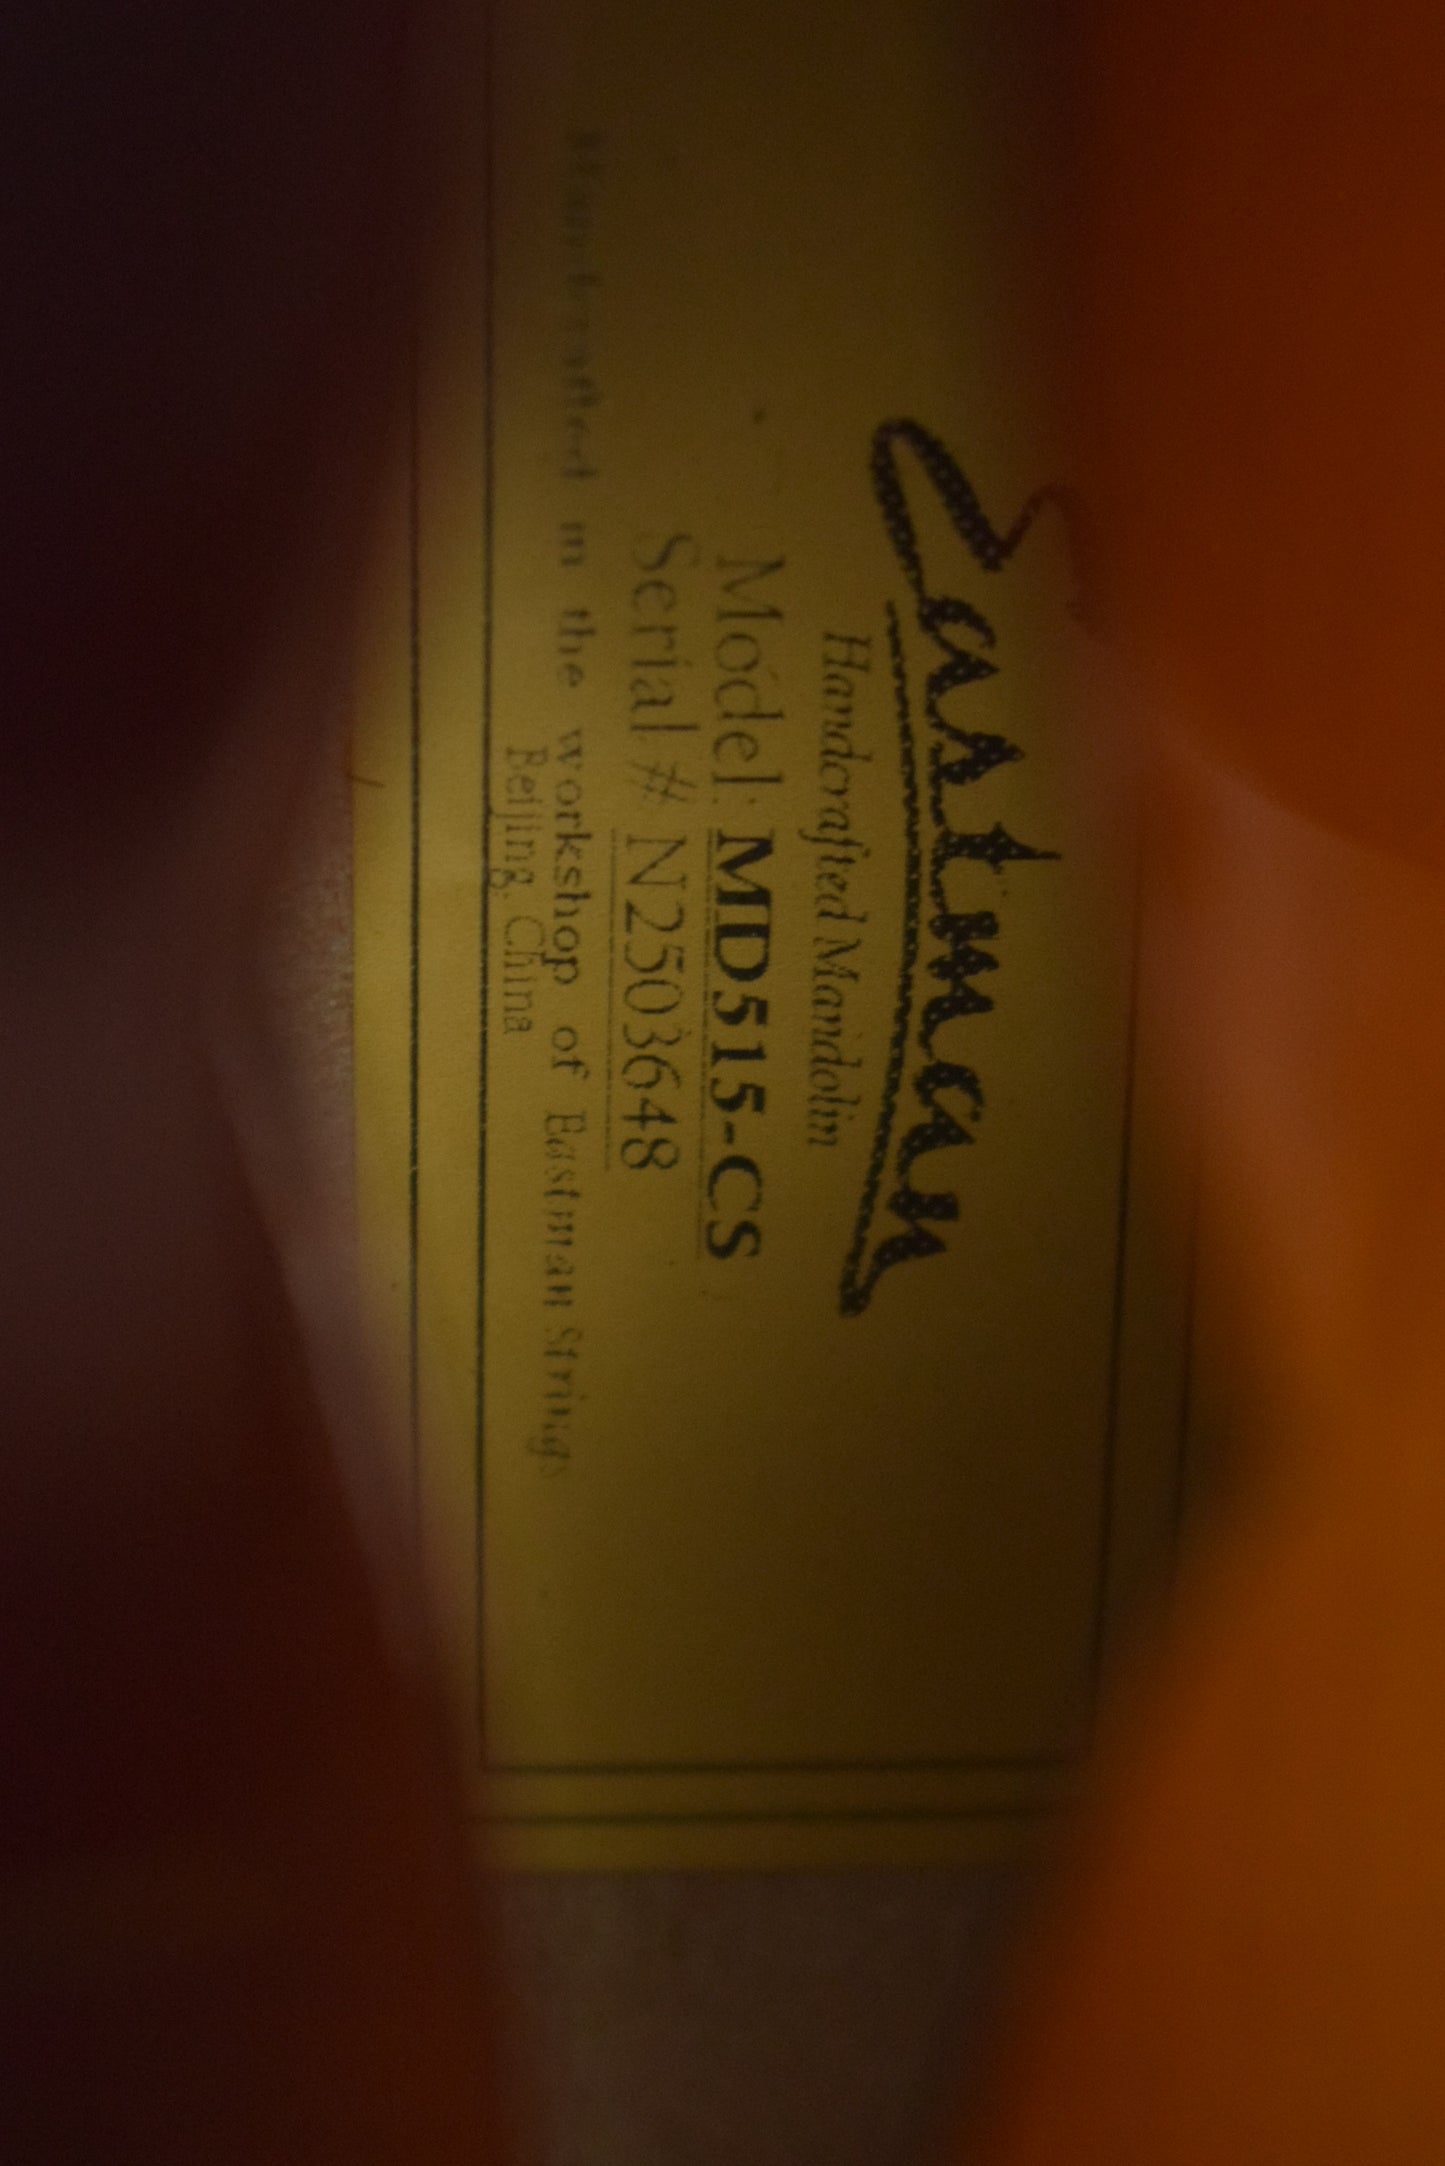 Eastman
Handcrafted Mandolin
Model: MD515-CS
Serial # N2503648
Handcrafted in the workshop of Eastman Strings
Beijing, China